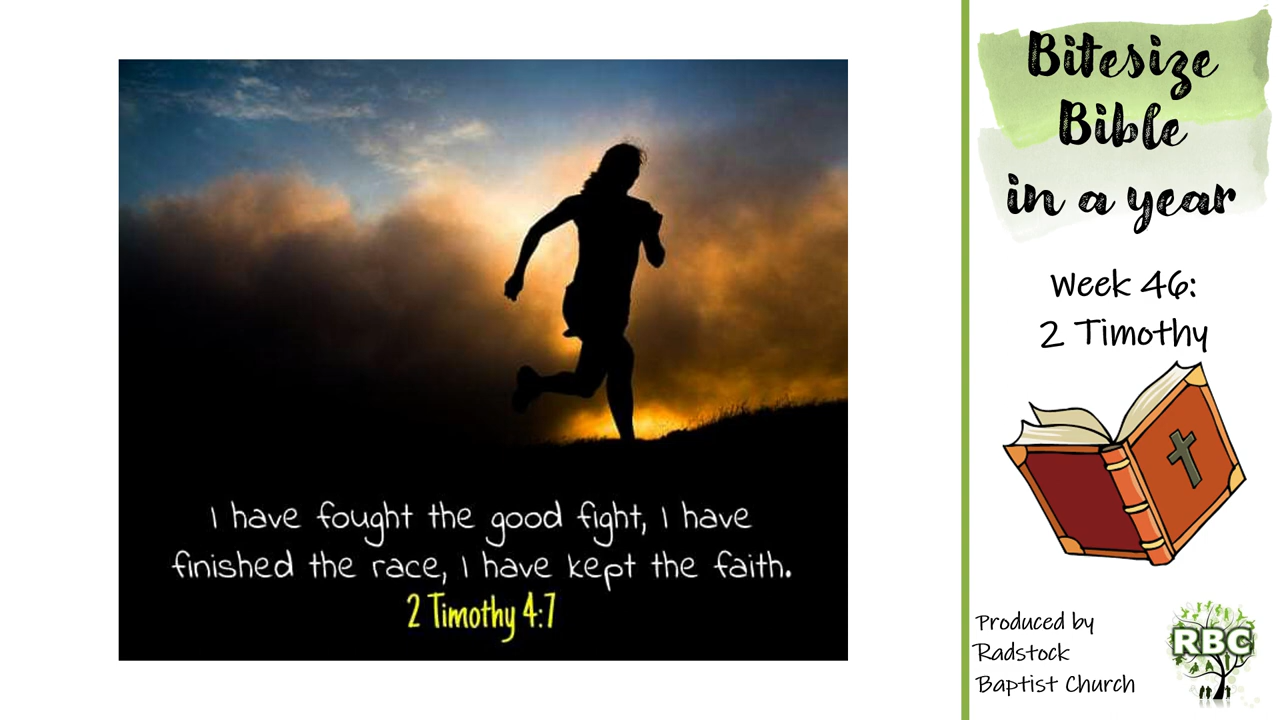 I have fought the good fight, I have
finished the race, I have kept the faith.
2 Timothy 4:7
Bitesize
Bible
in a year
Week 46:
2 Timothy
Produced by
Radstock
Baptist Church
RBC